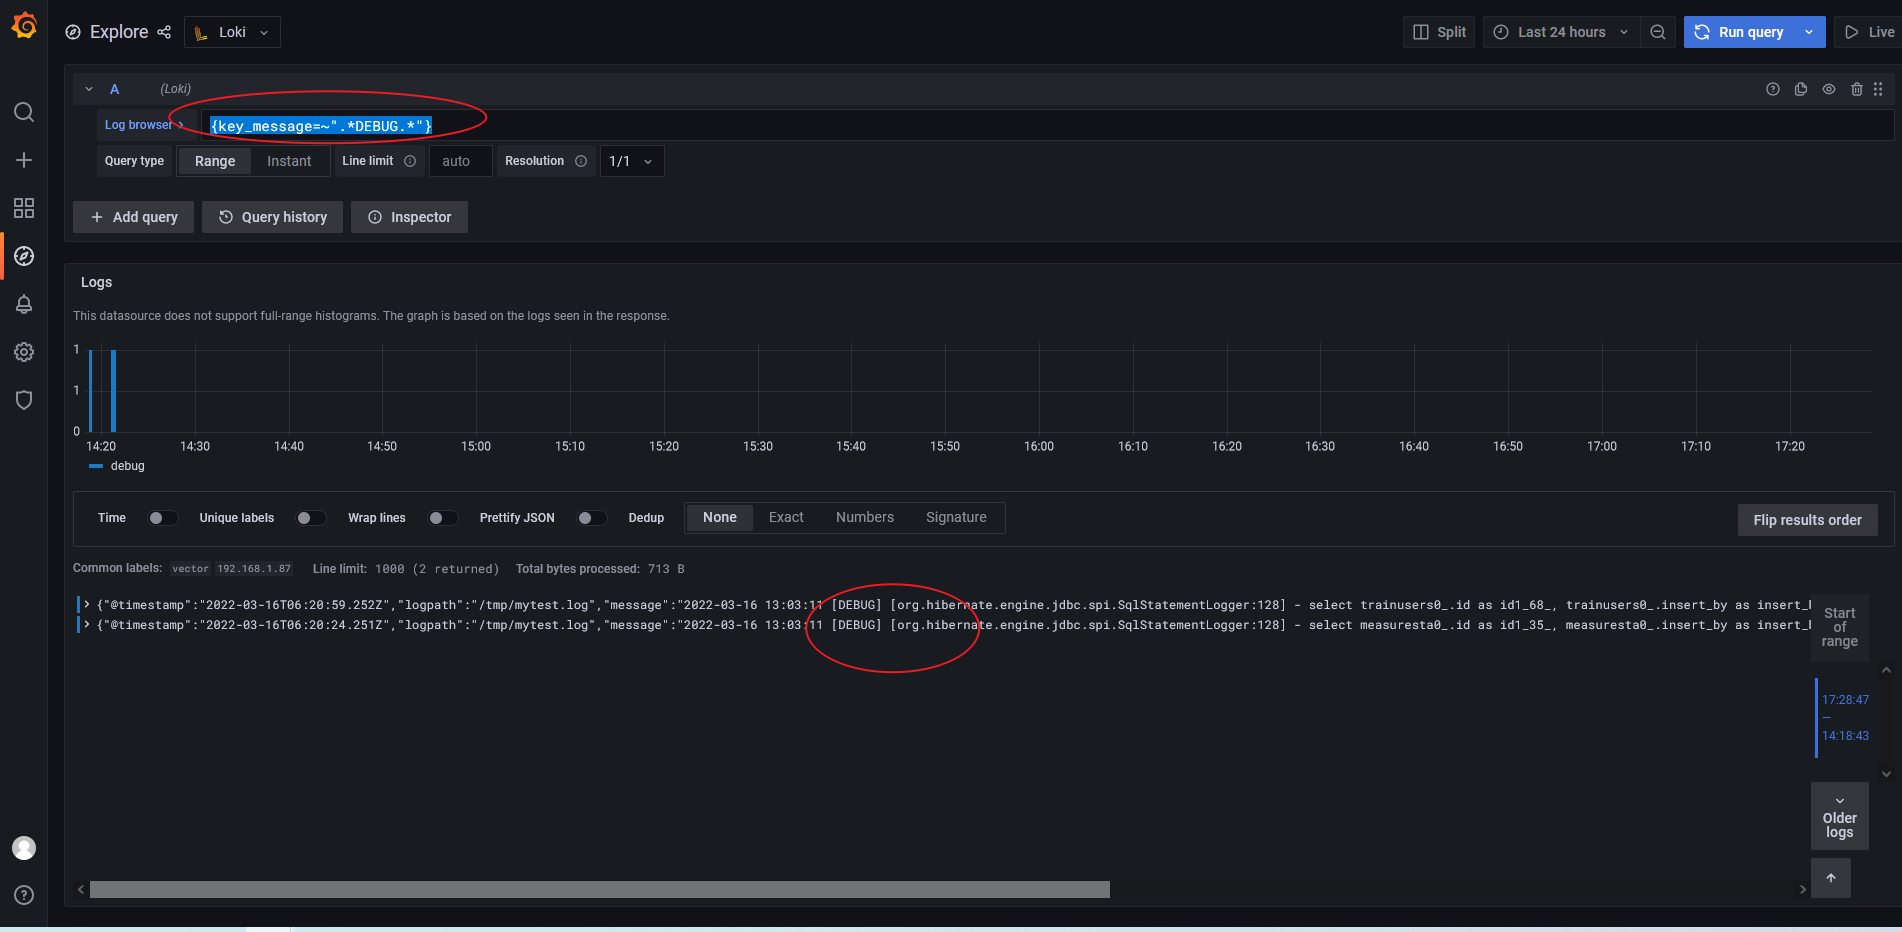 Explore Loki Split Last 24 hours Run query Live
A (Loki)
Log browser > {key_message=~".*DEBUG.*"}
Query type Range Instant Line limit auto Resolution 1/1
+ Add query Query history Inspector
Logs
This datasource does not support full-range histograms. The graph is based on the logs seen in the response.
1
1
0
14:20 14:30 14:40 14:50 15:00 15:10 15:20 15:30 15:40 15:50 16:00 16:10 16:20 16:30 16:40 16:50 17:00 17:10 17:20
debug
Time Unique labels Wrap lines Prettify JSON Dedup None Exact Numbers Signature Flip results order
Common labels: vector 192.168.1.87 Line limit: 1000 (2 returned) Total bytes processed: 713 B
{"@timestamp":"2022-03-16T06:20:59.252Z","logpath":"/tmp/mytest.log","message":"2022-03-16 13:03:11 [DEBUG] [org.hibernate.engine.jdbc.spi.SqlStatementLogger:128] - select trainusers0_.id as id1_68_, trainusers0_.insert_by as insert_
{"@timestamp":"2022-03-16T06:20:24.251Z","logpath":"/tmp/mytest.log","message":"2022-03-16 13:03:11 [DEBUG] [org.hibernate.engine.jdbc.spi.SqlStatementLogger:128] - select measuresta0_.id as id1_35_, measuresta0_.insert_by as insert_
Start
of
range
17:28:47
—
14:18:43
Older
logs